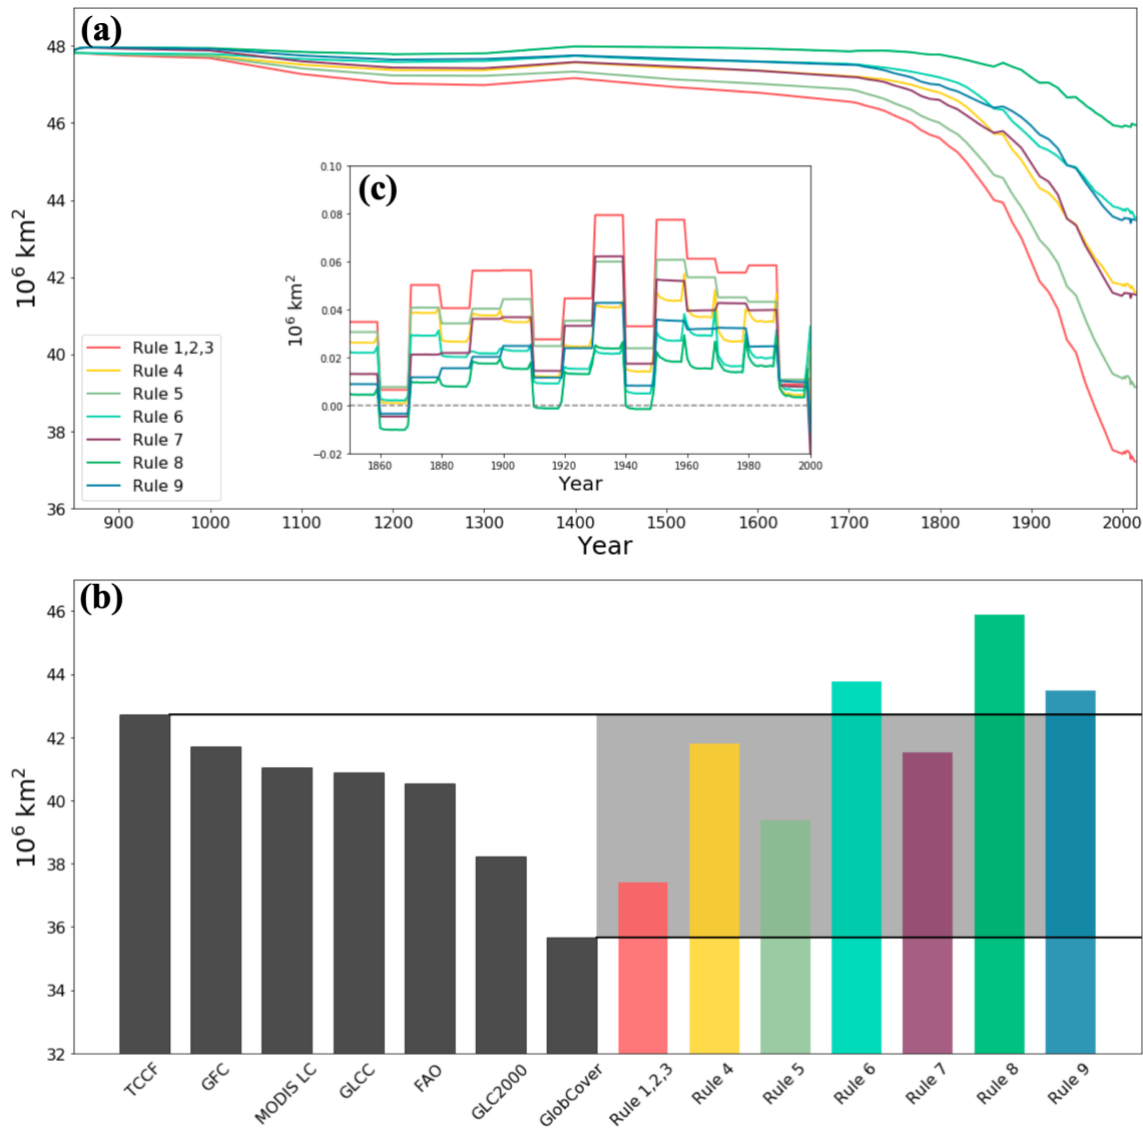 (a)
48
46
44
42
40
38
36
10⁶ km²
Rule 1,2,3
Rule 4
Rule 5
Rule 6
Rule 7
Rule 8
Rule 9
900 1000 1100 1200 1300 1400 1500 1600 1700 1800 1900 2000
Year
(c)
0.10
0.08
0.06
0.04
0.02
0.00
−0.02
10⁶ km²
1860 1880 1900 1920 1940 1960 1980 2000
Year
(b)
46
44
42
40
38
36
34
32
10⁶ km²
TCCF GFC MODIS LC GLCC FAO GLC2000 GlobCover Rule 1,2,3 Rule 4 Rule 5 Rule 6 Rule 7 Rule 8 Rule 9